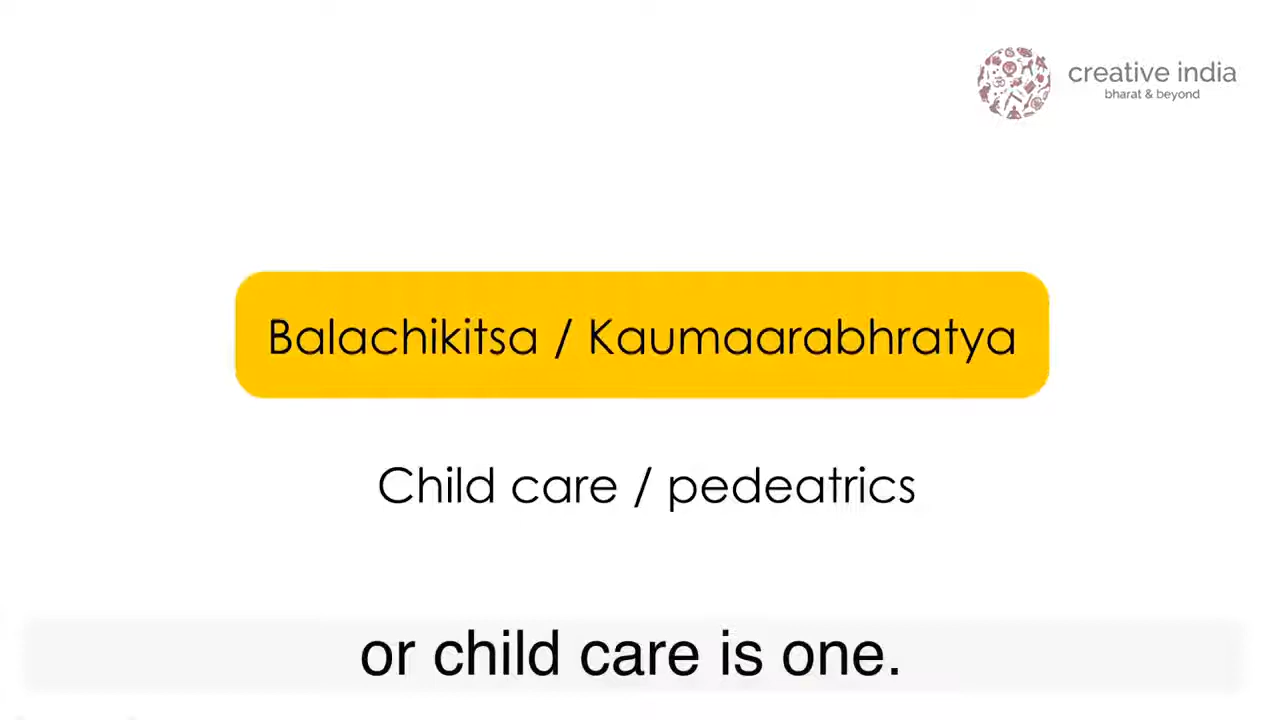 creative india
bharat & beyond
Balachikitsa / Kaumaarabhratya
Child care / pedeatrics
or child care is one.